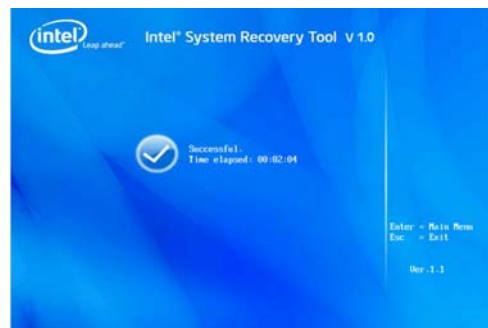 intel
Leap ahead™
Intel® System Recovery Tool V 1.0
Successful.
Time elapsed: 00:02:04
Enter = Main Menu
Esc = Exit
Ver.1.1